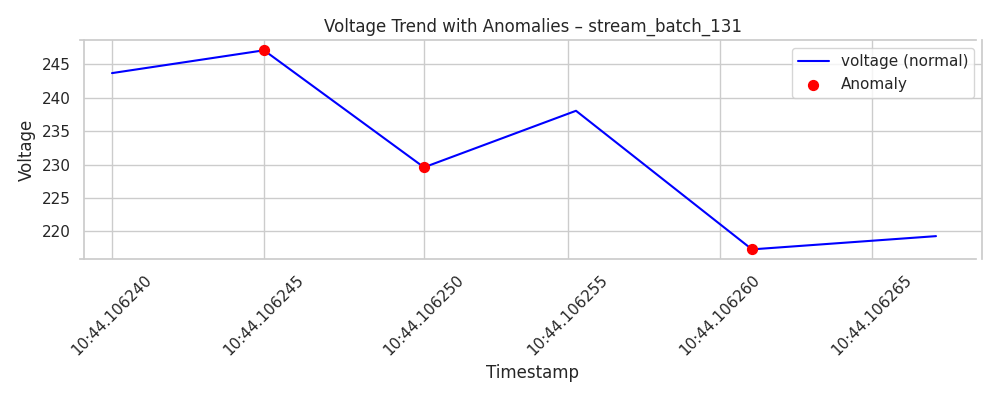 Voltage Trend with Anomalies – stream_batch_131
voltage (normal)
Anomaly
Voltage
245
240
235
230
225
220
10:44.106240
10:44.106245
10:44.106250
10:44.106255
10:44.106260
10:44.106265
Timestamp